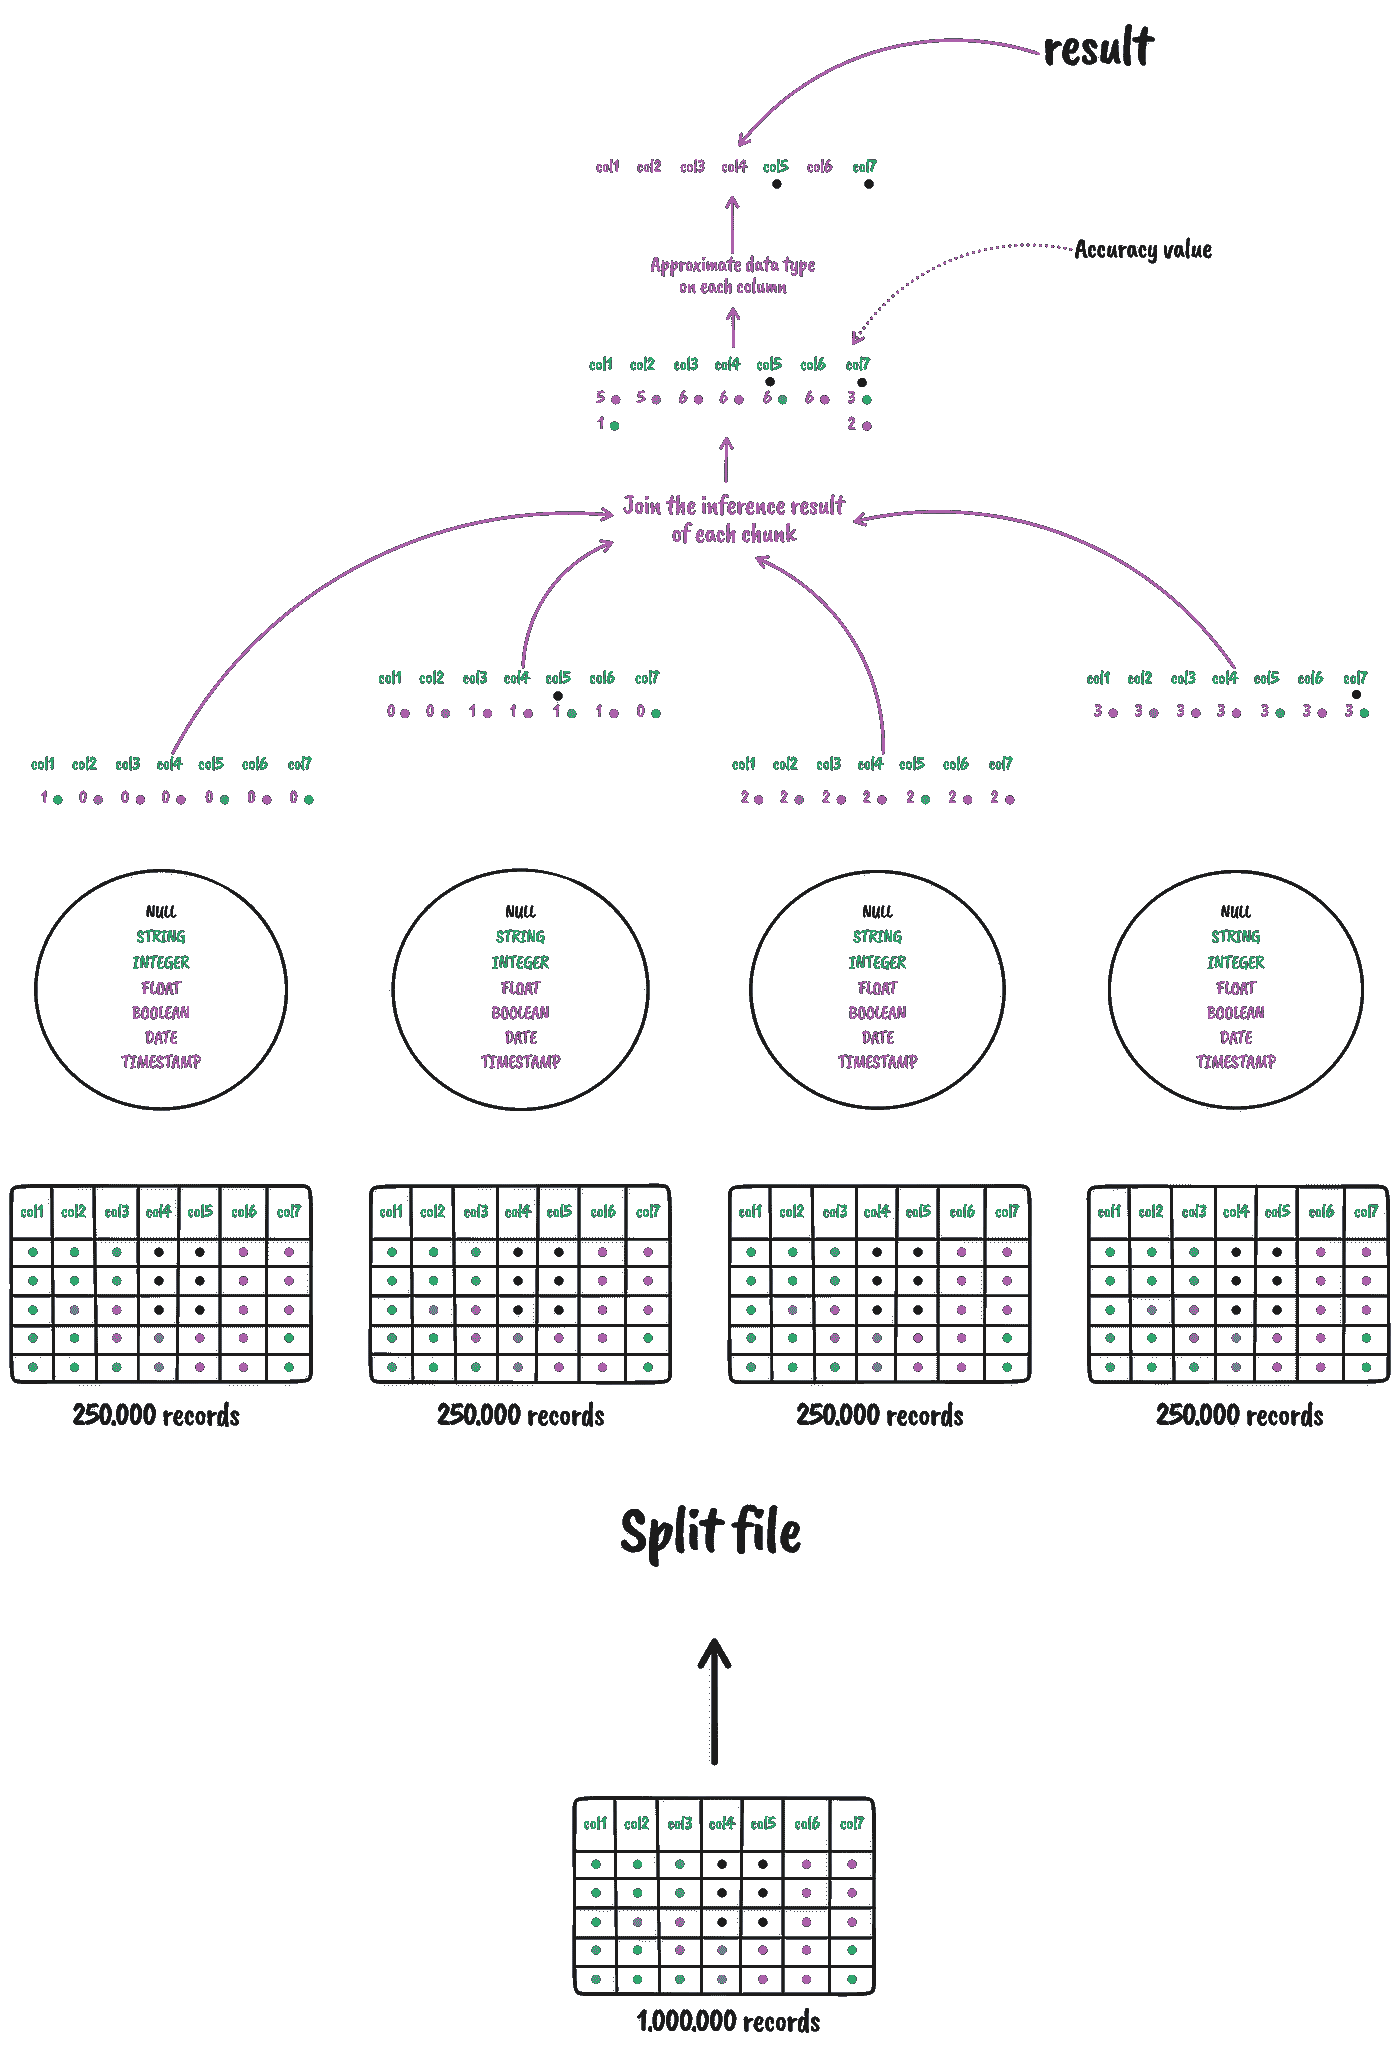 result
col1 col2 col3 col4 col5 col6 col7
Approximate data type
on each column
Accuracy value
col1 col2 col3 col4 col5 col6 col7
5 5 6 6 6 6 3
1 2
Join the inference result
of each chunk
col1 col2 col3 col4 col5 col6 col7
0 0 1 1 1 1 0
col1 col2 col3 col4 col5 col6 col7
3 3 3 3 3 3 3
col1 col2 col3 col4 col5 col6 col7
1 0 0 0 0 0 0
col1 col2 col3 col4 col5 col6 col7
2 2 2 2 2 2 2
NULL
STRING
INTEGER
FLOAT
BOOLEAN
DATE
TIMESTAMP
NULL
STRING
INTEGER
FLOAT
BOOLEAN
DATE
TIMESTAMP
NULL
STRING
INTEGER
FLOAT
BOOLEAN
DATE
TIMESTAMP
NULL
STRING
INTEGER
FLOAT
BOOLEAN
DATE
TIMESTAMP
col1 col2 col3 col4 col5 col6 col7
250.000 records
col1 col2 col3 col4 col5 col6 col7
250.000 records
col1 col2 col3 col4 col5 col6 col7
250.000 records
col1 col2 col3 col4 col5 col6 col7
250.000 records
Split file
col1 col2 col3 col4 col5 col6 col7
1.000.000 records